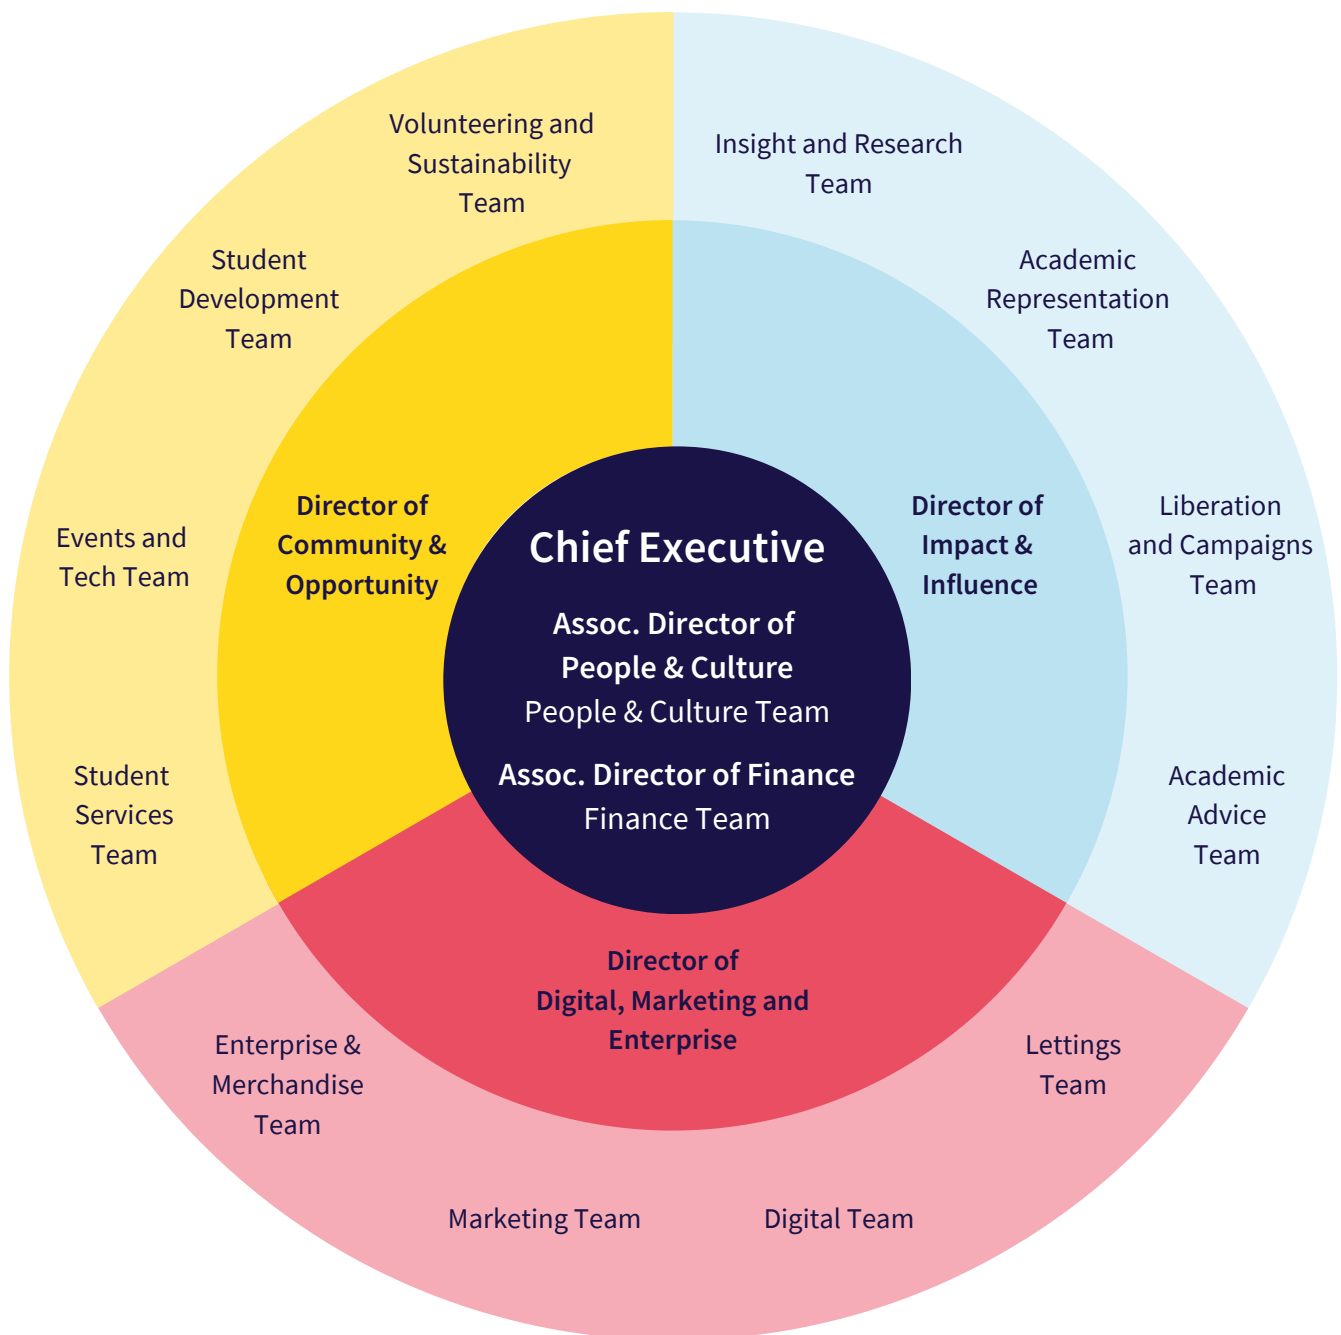 Volunteering and
Sustainability
Team
Insight and Research
Team
Student
Development
Team
Academic
Representation
Team
Events and
Tech Team
Director of
Community &
Opportunity
Chief Executive
Assoc. Director of
People & Culture
People & Culture Team
Assoc. Director of Finance
Finance Team
Director of
Impact &
Influence
Liberation
and Campaigns
Team
Student
Services
Team
Academic
Advice
Team
Director of
Digital, Marketing and
Enterprise
Enterprise &
Merchandise
Team
Lettings
Team
Marketing Team
Digital Team